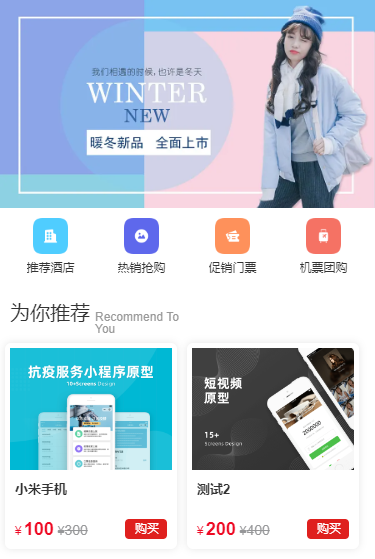 我们相遇的时候,也许是冬天
WINTER
NEW
暖冬新品 全面上市
推荐酒店 热销抢购 促销门票 机票团购
为你推荐 Recommend To You
抗疫服务小程序原型
10+Screens Design
短视频
原型
15+
Screens Design
2000000
小米手机 测试2
¥100 ¥300 购买 ¥200 ¥400 购买